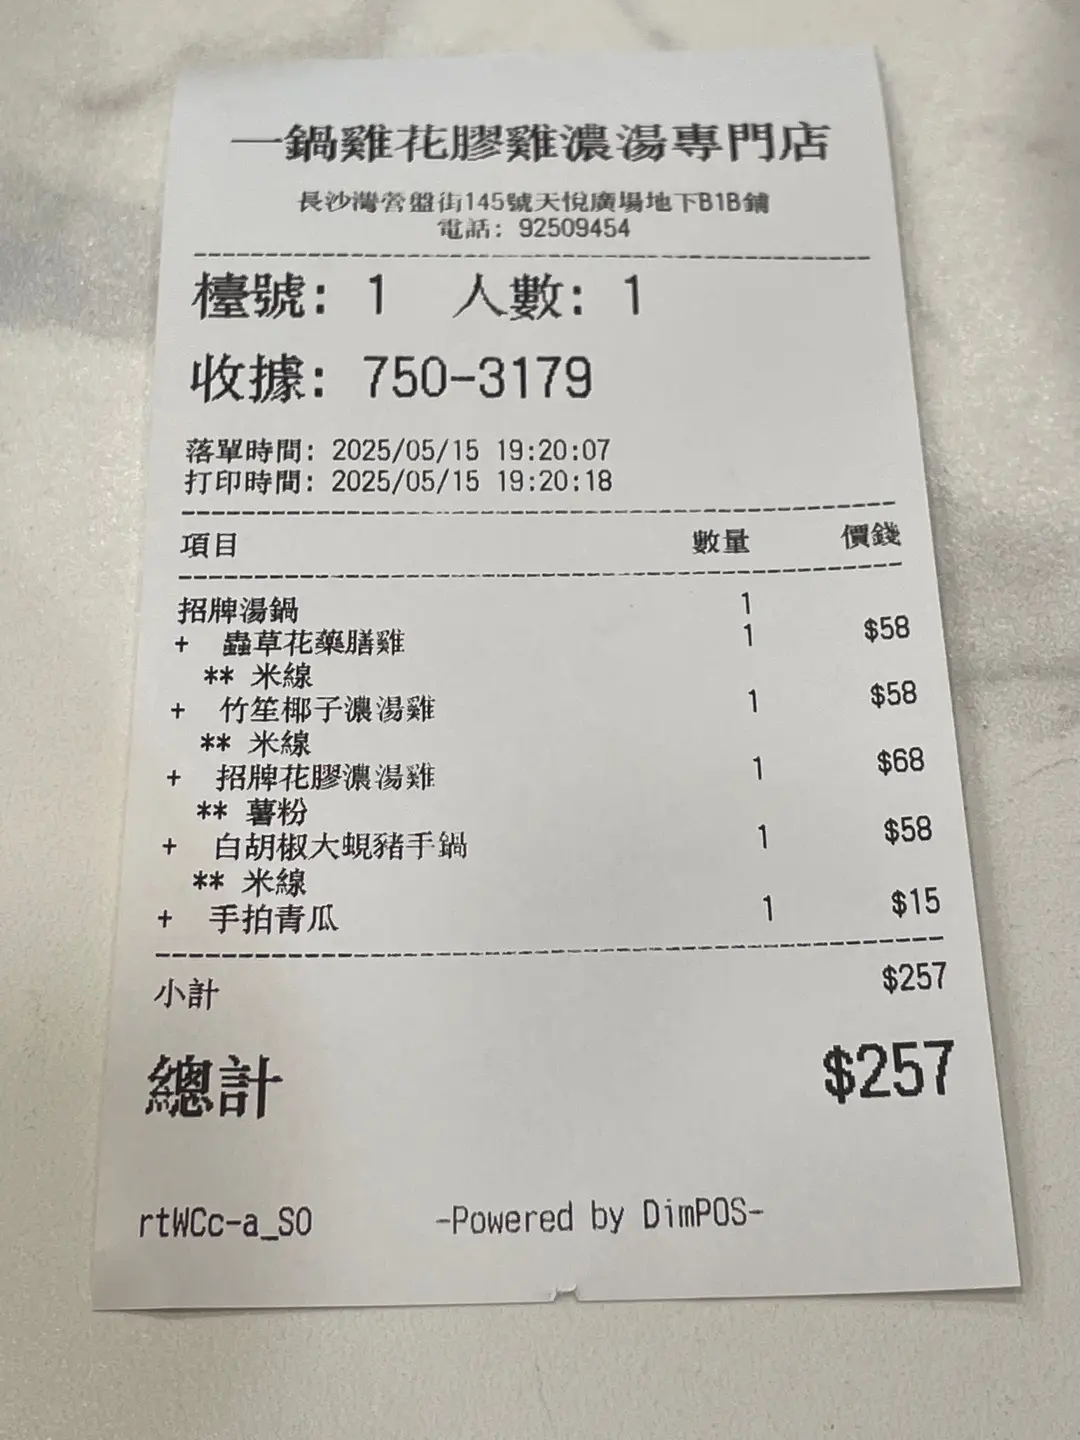 一鍋雞花膠雞濃湯專門店
長沙灣營盤街145號天悅廣場地下B1B鋪
電話: 92509454
檯號: 1 人數: 1
收據: 750-3179
落單時間: 2025/05/15 19:20:07
打印時間: 2025/05/15 19:20:18
項目 數量 價錢
招牌湯鍋 1
+ 蟲草花藥膳雞 1 $58
** 米線
+ 竹笙椰子濃湯雞 1 $58
** 米線
+ 招牌花膠濃湯雞 1 $68
** 薯粉
+ 白胡椒大蜆豬手鍋 1 $58
** 米線
+ 手拍青瓜 1 $15
小計 $257
總計 $257
rtWCc-a_SO -Powered by DimPOS-